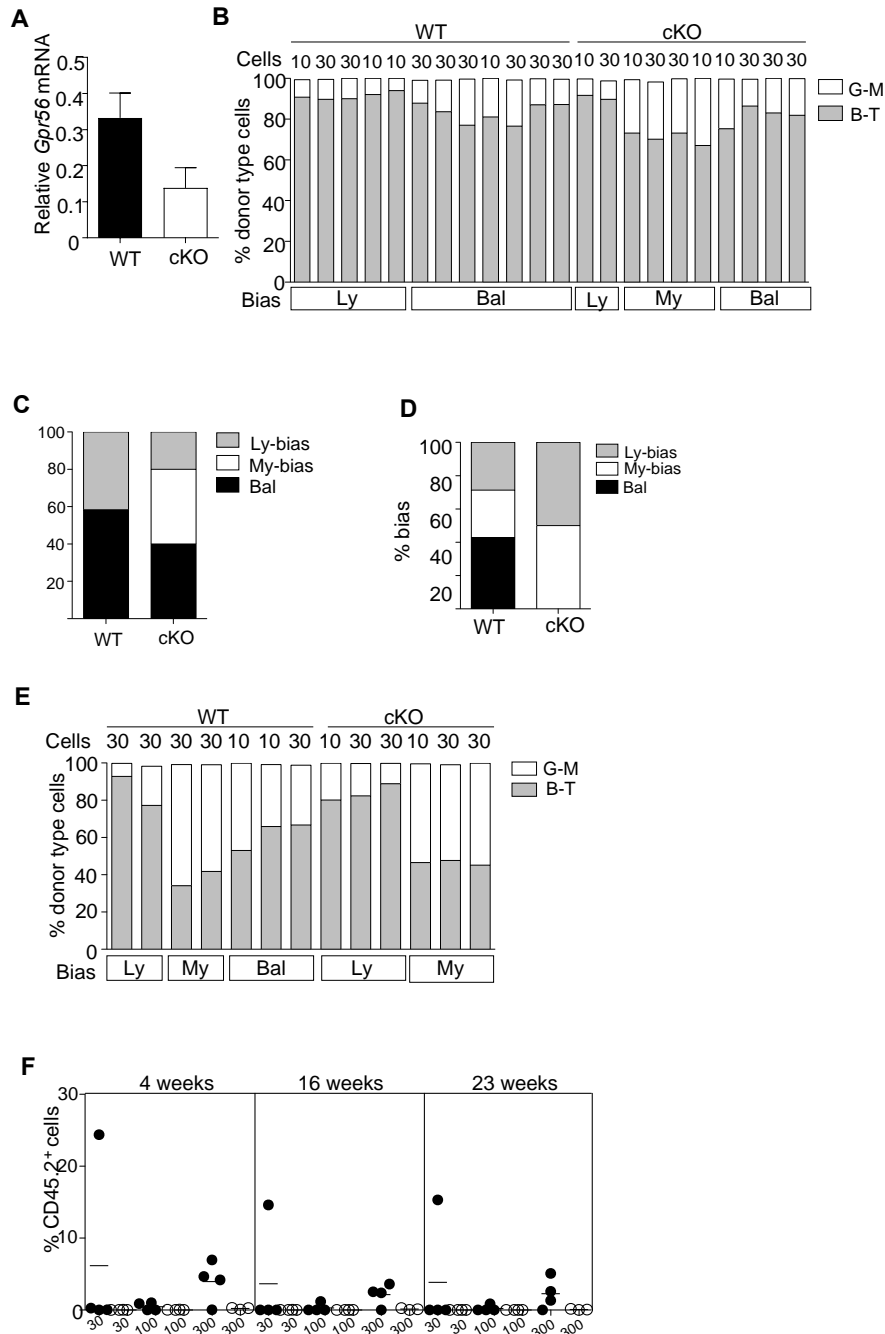 A
Relative Gpr56 mRNA
0.5
0.4
0.3
0.2
0.1
0
WT
cKO
B
WT
cKO
Cells
10 30 30 10 10 30 30 30 10 30 30 30 10 30 10 30 30 10 10 30 30 30
% donor type cells
100
80
60
40
20
0
G-M
B-T
Bias
Ly
Bal
Ly
My
Bal
C
100
80
60
40
20
WT
cKO
Ly-bias
My-bias
Bal
D
% bias
100
80
60
40
20
WT
cKO
Ly-bias
My-bias
Bal
E
WT
cKO
Cells
30 30 30 30 10 10 30 10 30 30 10 30 30
% donor type cells
100
80
60
40
20
0
G-M
B-T
Bias
Ly
My
Bal
Ly
My
F
4 weeks
16 weeks
23 weeks
% CD45.2+ cells
30
20
10
0
30 30 100 100 300 300
30 30 100 100 300 300
30 30 100 100 300 300